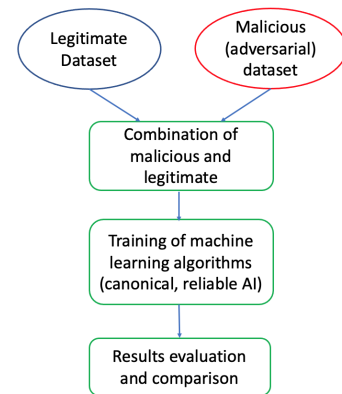 Legitimate
Dataset
Malicious
(adversarial)
dataset
Combination of
malicious and
legitimate
Training of machine
learning algorithms
(canonical, reliable AI)
Results evaluation
and comparison